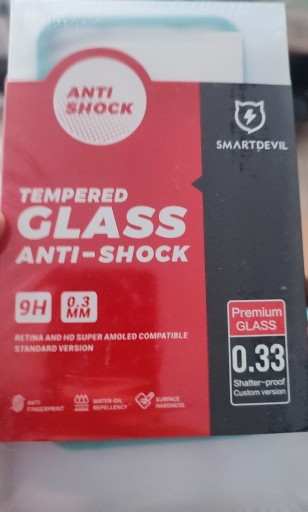 ANTI
SHOCK
SMARTDEVIL
TEMPERED
GLASS
ANTI-SHOCK
9H
0.3
MM
RETINA AND HD SUPER AMOLED COMPATIBLE
STANDARD VERSION
Premium
GLASS
0.33
Shatter-proof
Custom version
ANTI
FINGERPRINT
WATER-OIL
REPELLENCY
SURFACE
HARDNESS